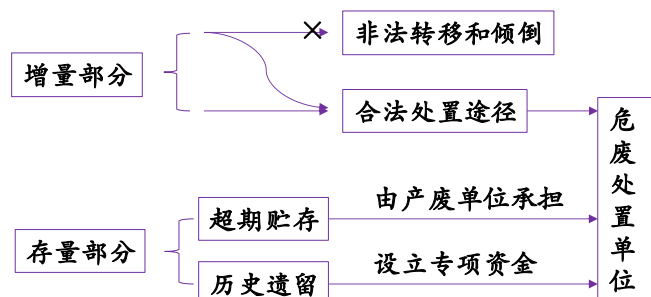 非法转移和倾倒
增量部分
合法处置途径
危废处置单位
超期贮存
由产废单位承担
存量部分
历史遗留
设立专项资金